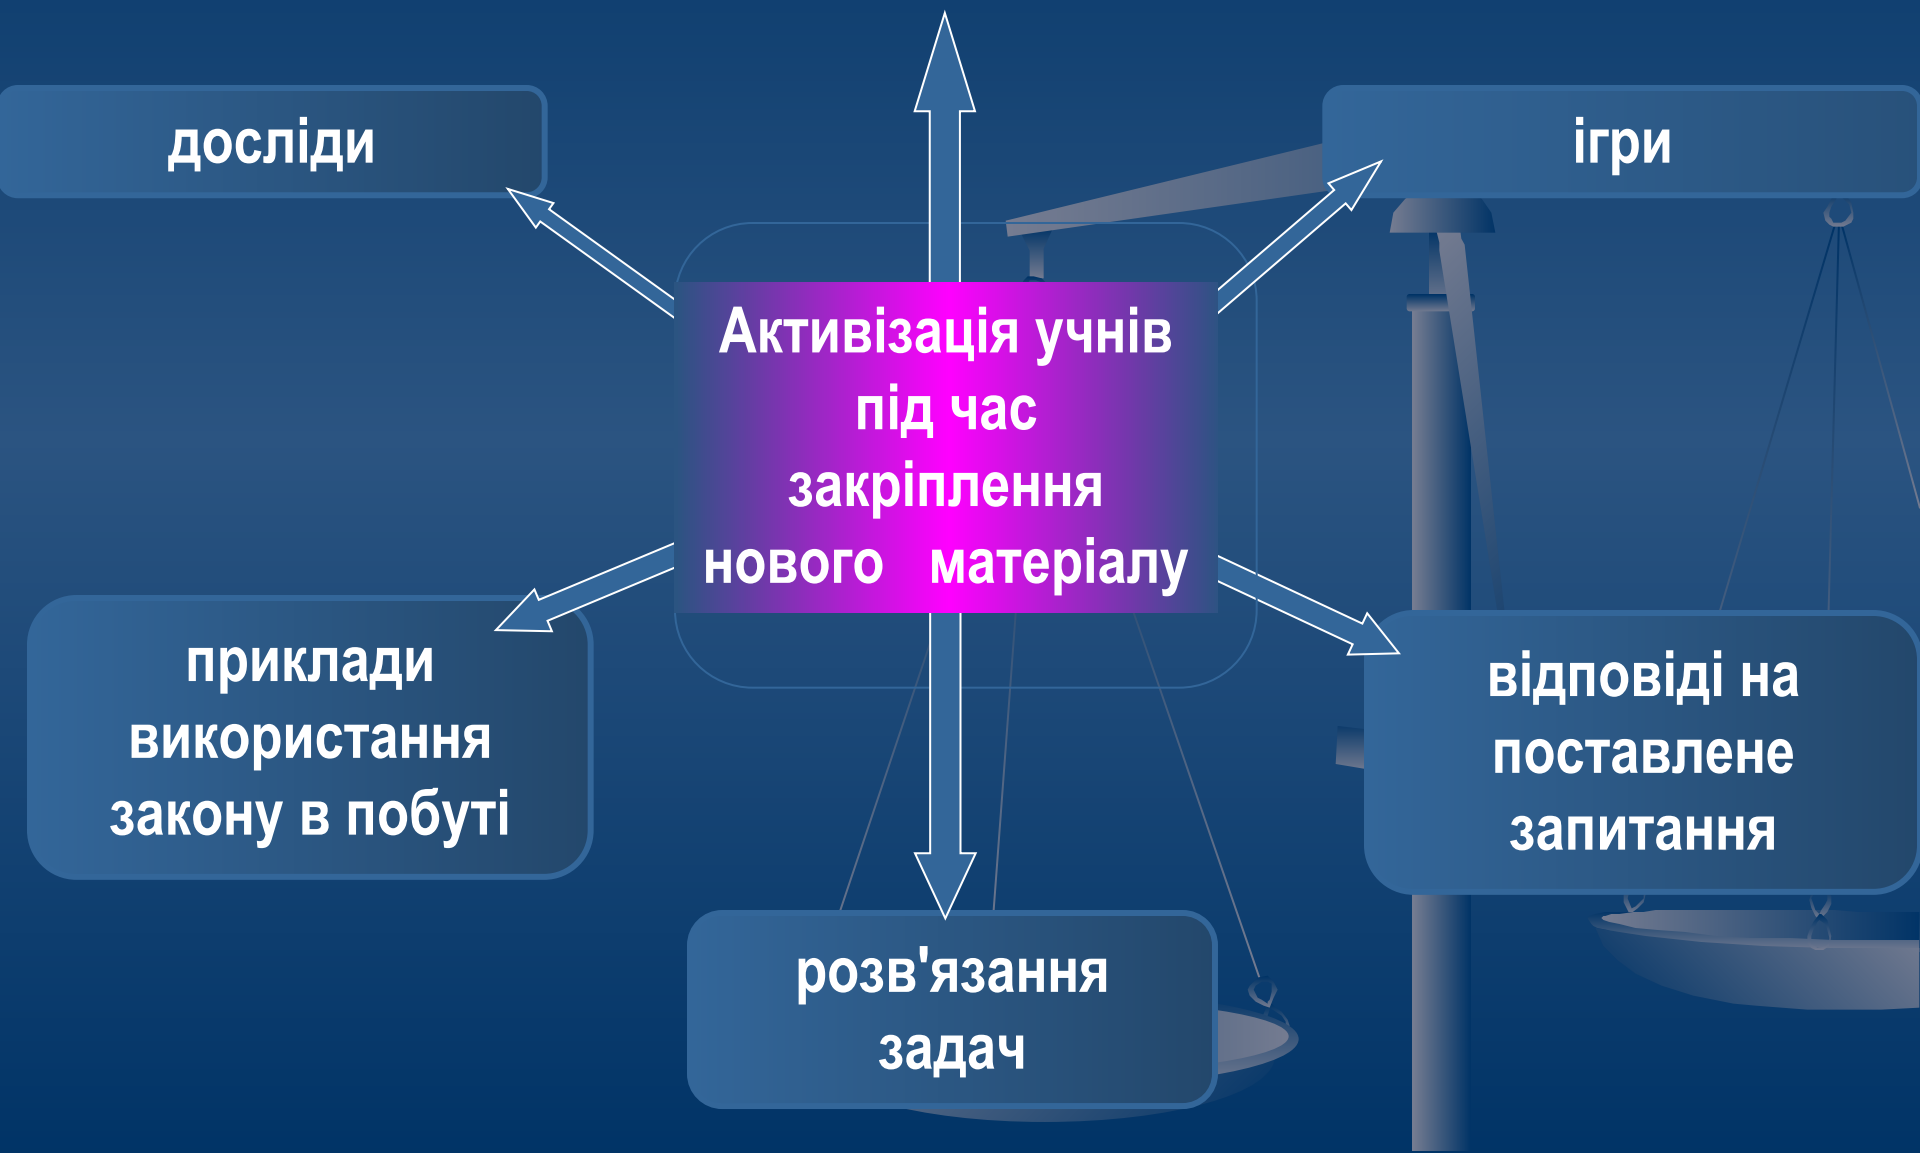 досліди
ігри
Активізація учнів
під час
закріплення
нового матеріалу
приклади
використання
закону в побуті
відповіді на
поставлене
запитання
розв'язання
задач